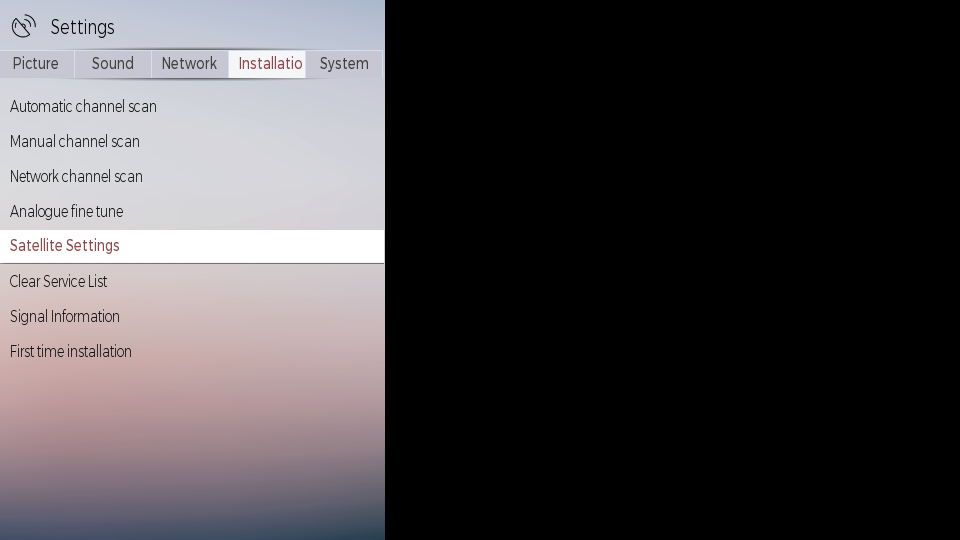 Settings
Picture Sound Network Installatio System
Automatic channel scan
Manual channel scan
Network channel scan
Analogue fine tune
Satellite Settings
Clear Service List
Signal Information
First time installation